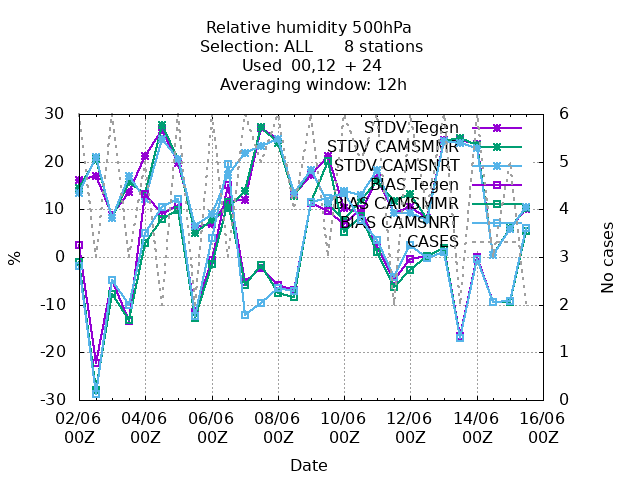 Relative humidity 500hPa
Selection: ALL 8 stations
Used 00,12 + 24
Averaging window: 12h
30 6
STDV Tegen
STDV CAMSMMR
20 5
STDV CAMSNRT
BIAS Tegen
BIAS CAMSMMR
10 4
BIAS CAMSNRT
CASES
0 3
% No cases
-10 2
-20 1
-30 0
02/06 04/06 06/06 08/06 10/06 12/06 14/06 16/06
00Z 00Z 00Z 00Z 00Z 00Z 00Z 00Z
Date